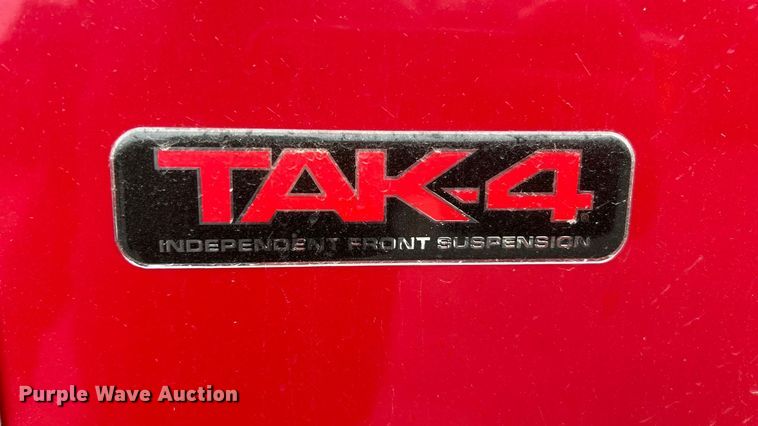 TAK-4
INDEPENDENT FRONT SUSPENSION
Purple Wave Auction